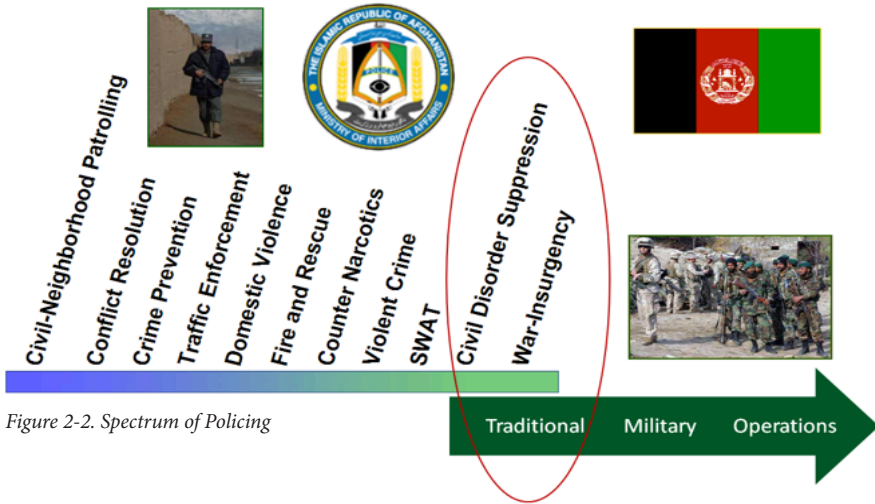 THE ISLAMIC REPUBLIC OF AFGHANISTAN
POLICE
MINISTRY OF INTERIOR AFFAIRS
Civil-Neighborhood Patrolling
Conflict Resolution
Crime Prevention
Traffic Enforcement
Domestic Violence
Fire and Rescue
Counter Narcotics
Violent Crime
SWAT
Civil Disorder Suppression
War-Insurgency
Figure 2-2. Spectrum of Policing
Traditional Military Operations